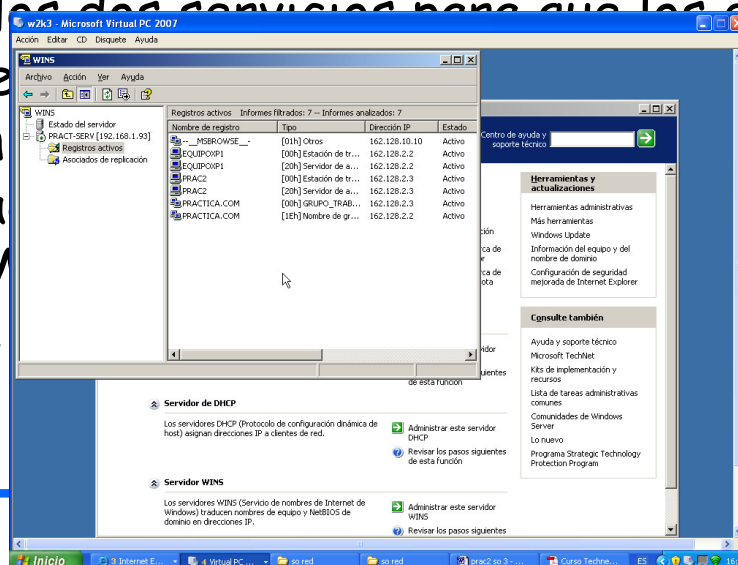 los dos servicios para que los
w2k3 - Microsoft Virtual PC 2007
Acción Editar CD Disquete Ayuda
WINS
Archivo Acción Ver Ayuda
WINS
Estado del servidor
PRACT-SERV [192.168.1.93]
Registros activos
Asociados de replicación
Registros activos Informes filtrados: 7 -- Informes analizados: 7
Nombre de registro Tipo Dirección IP Estado
--__MSBROWSE__- [01h] Otros 162.128.10.10 Activo
EQUIPOXP1 [00h] Estación de tr... 162.128.2.2 Activo
EQUIPOXP1 [20h] Servidor de a... 162.128.2.2 Activo
PRAC2 [00h] Estación de tr... 162.128.2.3 Activo
PRAC2 [20h] Servidor de a... 162.128.2.3 Activo
PRACTICA.COM [00h] GRUPO_TRAB... 162.128.2.3 Activo
PRACTICA.COM [1Eh] Nombre de gr... 162.128.2.2 Activo
Centro de ayuda y
soporte técnico
Herramientas y
actualizaciones
Herramientas administrativas
Más herramientas
Windows Update
Información del equipo y del
nombre de dominio
Configuración de seguridad
mejorada de Internet Explorer
Consulte también
Ayuda y soporte técnico
Microsoft TechNet
Kits de implementación y
recursos
Lista de tareas administrativas
comunes
Comunidades de Windows
Server
Lo nuevo
Programa Strategic Technology
Protection Program
de esta función
Servidor de DHCP
Los servidores DHCP (Protocolo de configuración dinámica de
host) asignan direcciones IP a clientes de red.
Administrar este servidor
DHCP
Revisar los pasos siguientes
de esta función
Servidor WINS
Los servidores WINS (Servicio de nombres de Internet de
Windows) traducen nombres de equipo y NetBIOS de
dominio en direcciones IP.
Administrar este servidor
WINS
Revisar los pasos siguientes
Inicio 3 Internet E... 4 Virtual PC ... so red so red prac2 so 3 - ... Curso Techne... ES